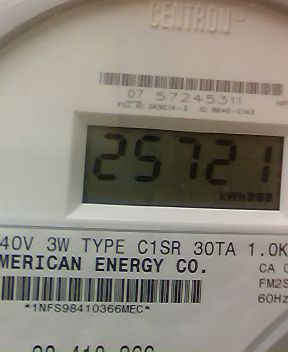 CENTRON®
07 57245311
25721
kWh
40V 3W TYPE C1SR 30TA 1.0K
MERICAN ENERGY CO.
CA 0
FM2S
60Hz
*1NFS98410366MEC*